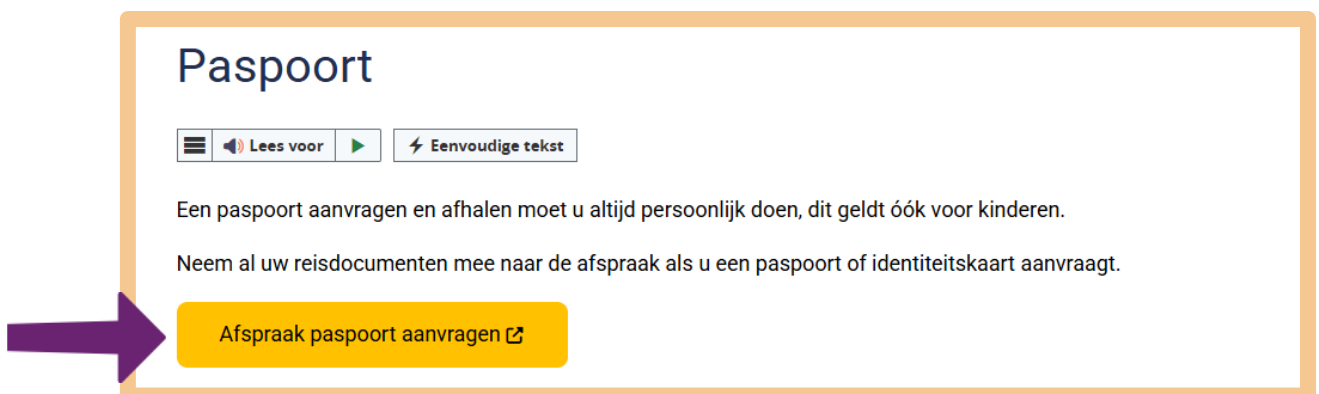 Paspoort
Lees voor
Eenvoudige tekst
Een paspoort aanvragen en afhalen moet u altijd persoonlijk doen, dit geldt óók voor kinderen.
Neem al uw reisdocumenten mee naar de afspraak als u een paspoort of identiteitskaart aanvraagt.
Afspraak paspoort aanvragen